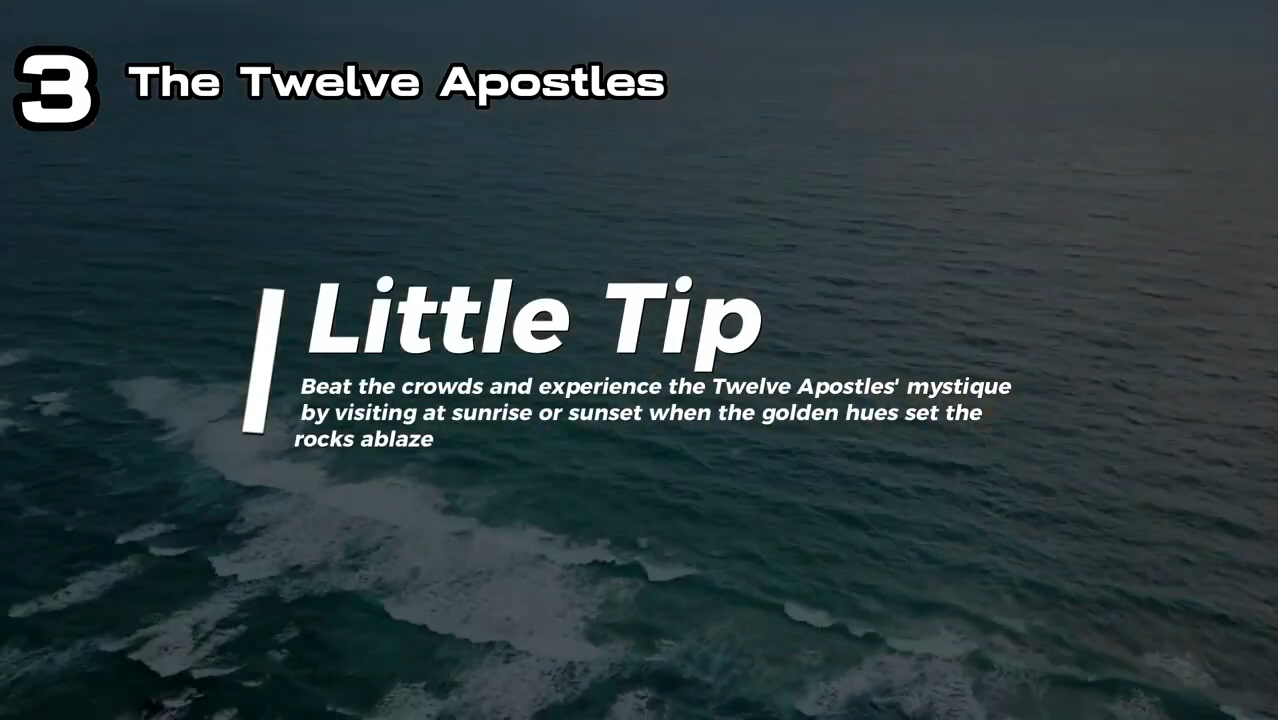 3 The Twelve Apostles
Little Tip
Beat the crowds and experience the Twelve Apostles' mystique
by visiting at sunrise or sunset when the golden hues set the
rocks ablaze